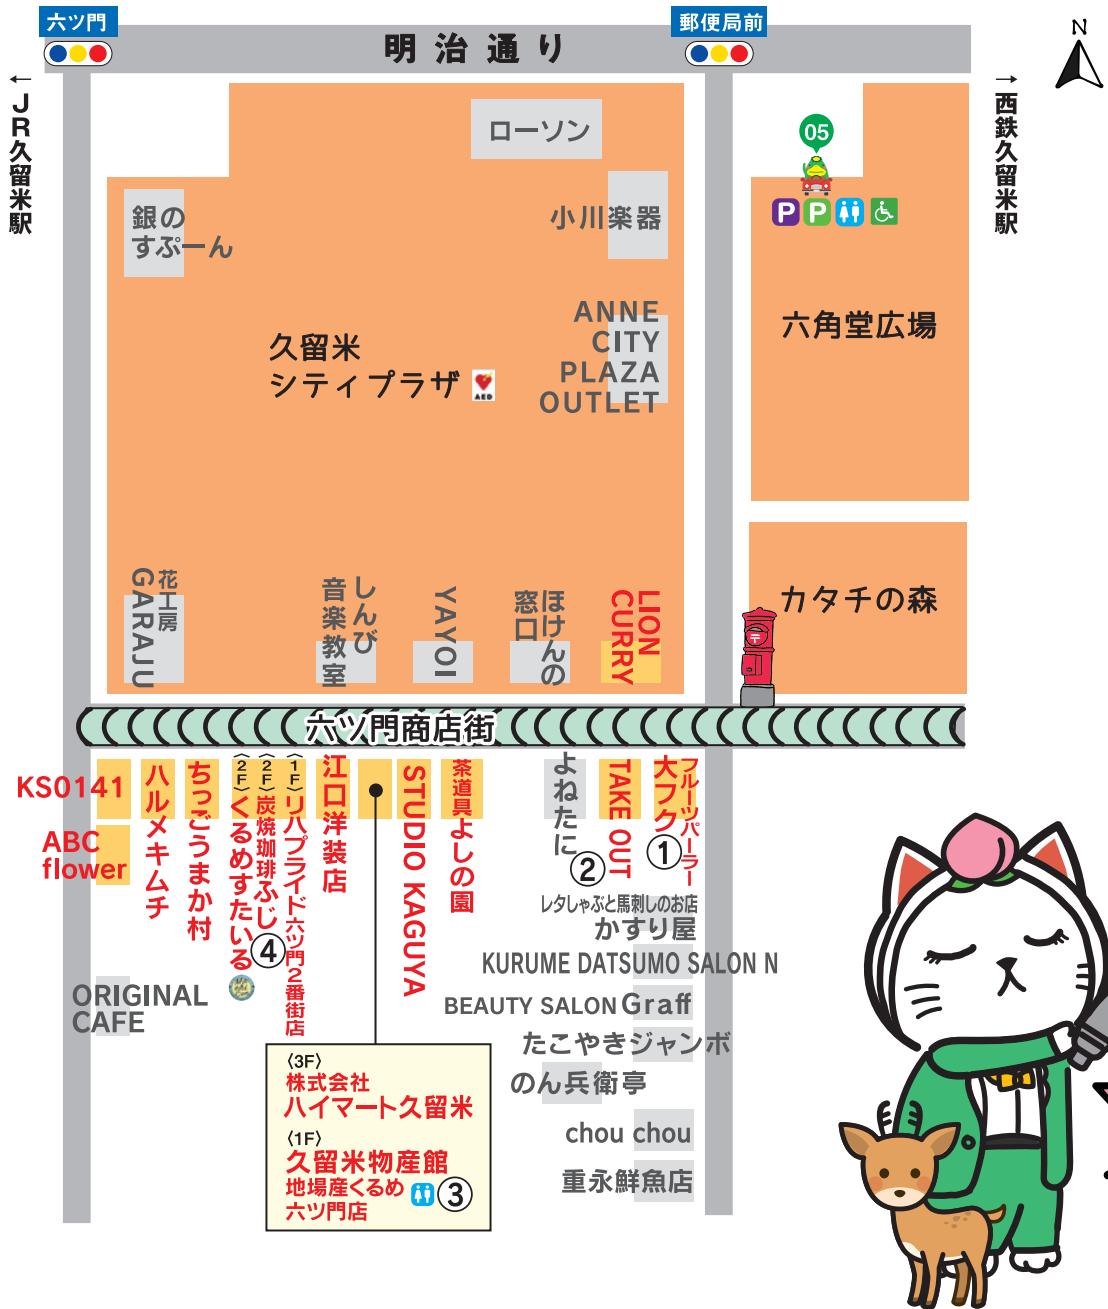 六ツ門
郵便局前
明治通り
N
←JR久留米駅
→西鉄久留米駅
ローソン
05
銀の
すぷーん
小川楽器
P P
ANNE
CITY
PLAZA
OUTLET
久留米
シティプラザ
AED
六角堂広場
カタチの森
花工房
GARAJU
しんび
音楽教室
YAYOI
ほけんの
窓口
LION
CURRY
〒
六ツ門商店街
KS0141
ABC
flower
ハルメキムチ
ちっごうまか村
〈2F〉くるめすたいる
〈2F〉炭焼珈琲ふじ④
〈1F〉リハプライド六ツ門2番街店
江口洋装店
STUDIO KAGUYA
茶道具よしの園
よねたに
TAKE OUT
②
フルーツパーラー
大フク
①
レタしゃぶと馬刺しのお店
かすり屋
KURUME DATSUMO SALON N
BEAUTY SALON Graff
たこやきジャンボ
のん兵衛亭
chou chou
重永鮮魚店
ORIGINAL
CAFE
〈3F〉
株式会社
ハイマート久留米
〈1F〉
久留米物産館
地場産くるめ
六ツ門店
③